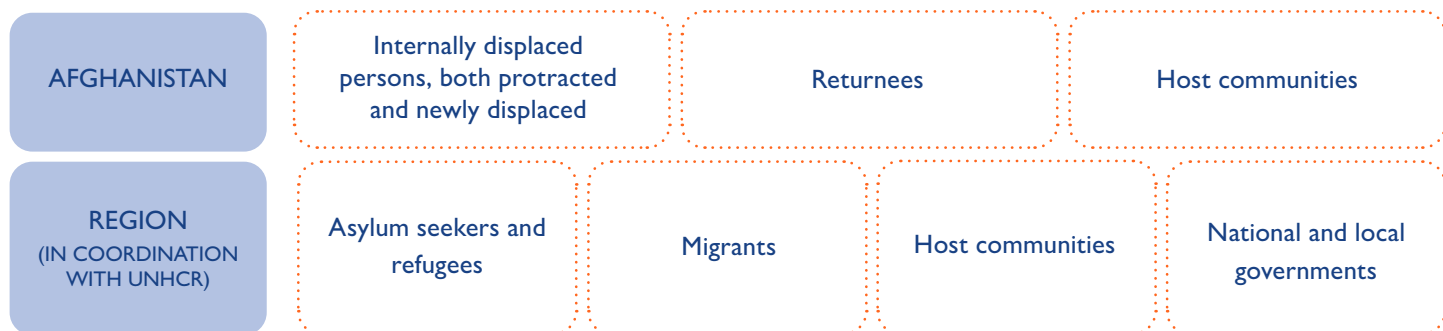 AFGHANISTAN
Internally displaced
persons, both protracted
and newly displaced
Returnees
Host communities
REGION
(IN COORDINATION
WITH UNHCR)
Asylum seekers and
refugees
Migrants
Host communities
National and local
governments